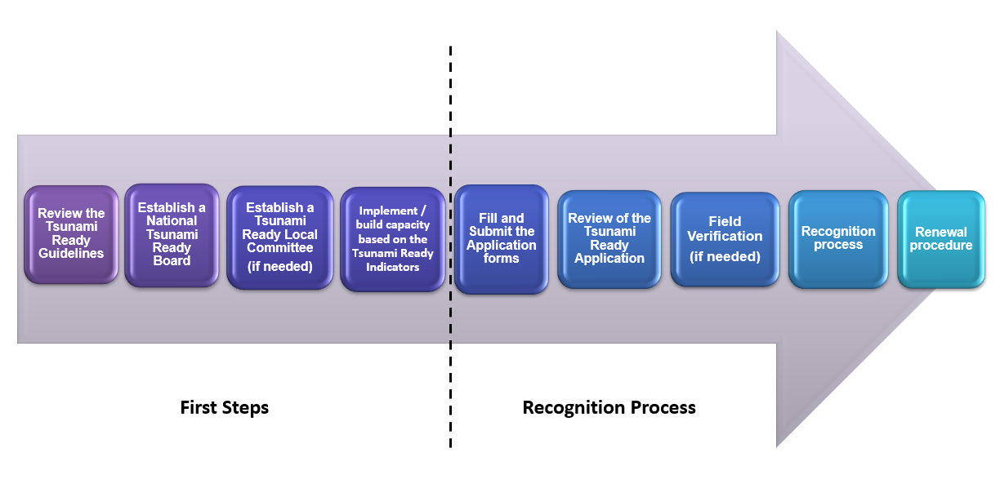 Review the
Tsunami
Ready
Guidelines
Establish a
National
Tsunami
Ready
Board
Establish a
Tsunami
Ready Local
Committee
(if needed)
Implement /
build capacity
based on the
Tsunami Ready
Indicators
Fill and
Submit the
Application
forms
Review of the
Tsunami
Ready
Application
Field
Verification
(if needed)
Recognition
process
Renewal
procedure
First Steps
Recognition Process